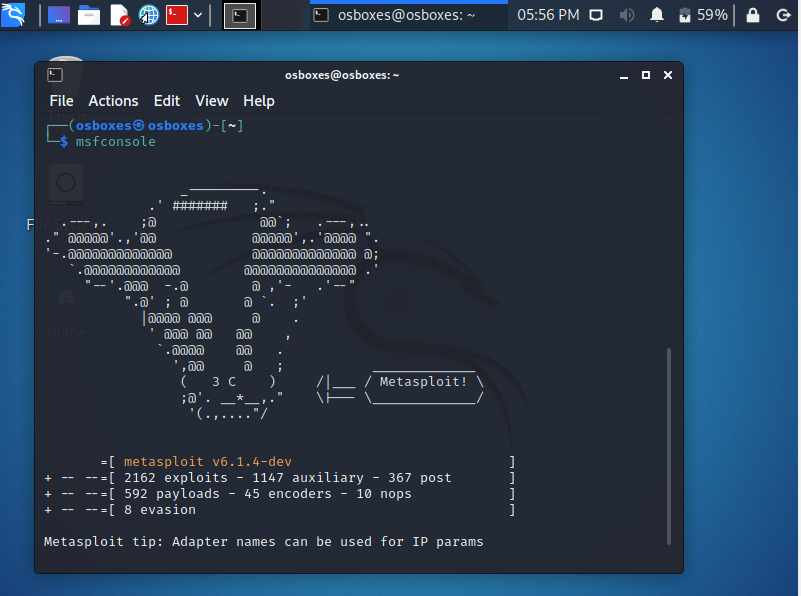 osboxes@osboxes: ~
05:56 PM
59%
osboxes@osboxes: ~
File Actions Edit View Help
┌──(osboxes㉿osboxes)-[~]
└─$ msfconsole
3 C
Metasploit!
=[ metasploit v6.1.4-dev ]
+ -- --=[ 2162 exploits - 1147 auxiliary - 367 post ]
+ -- --=[ 592 payloads - 45 encoders - 10 nops ]
+ -- --=[ 8 evasion ]
Metasploit tip: Adapter names can be used for IP params
Home